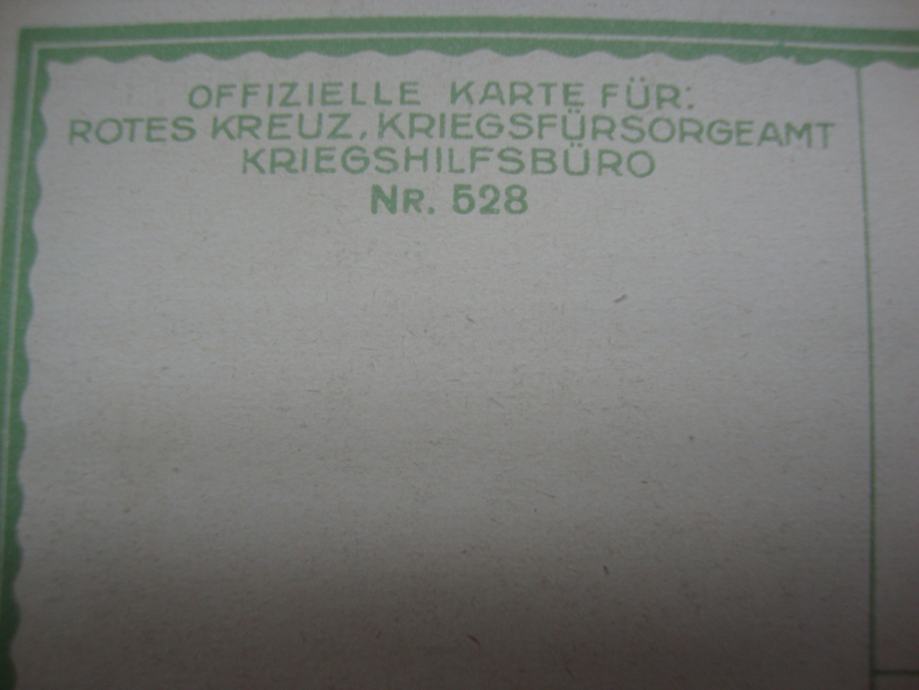 OFFIZIELLE KARTE FÜR:
ROTES KREUZ, KRIEGSFÜRSORGEAMT
KRIEGSHILFSBÜRO
NR. 528